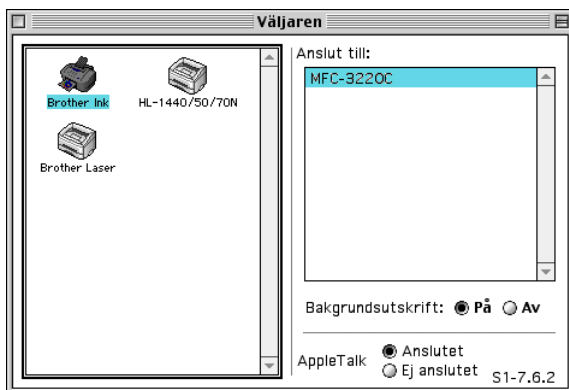 Väljaren
Brother Ink
HL-1440/50/70N
Brother Laser
Anslut till:
MFC-3220C
Bakgrundsutskrift: På Av
AppleTalk Anslutet
Ej anslutet
S1-7.6.2